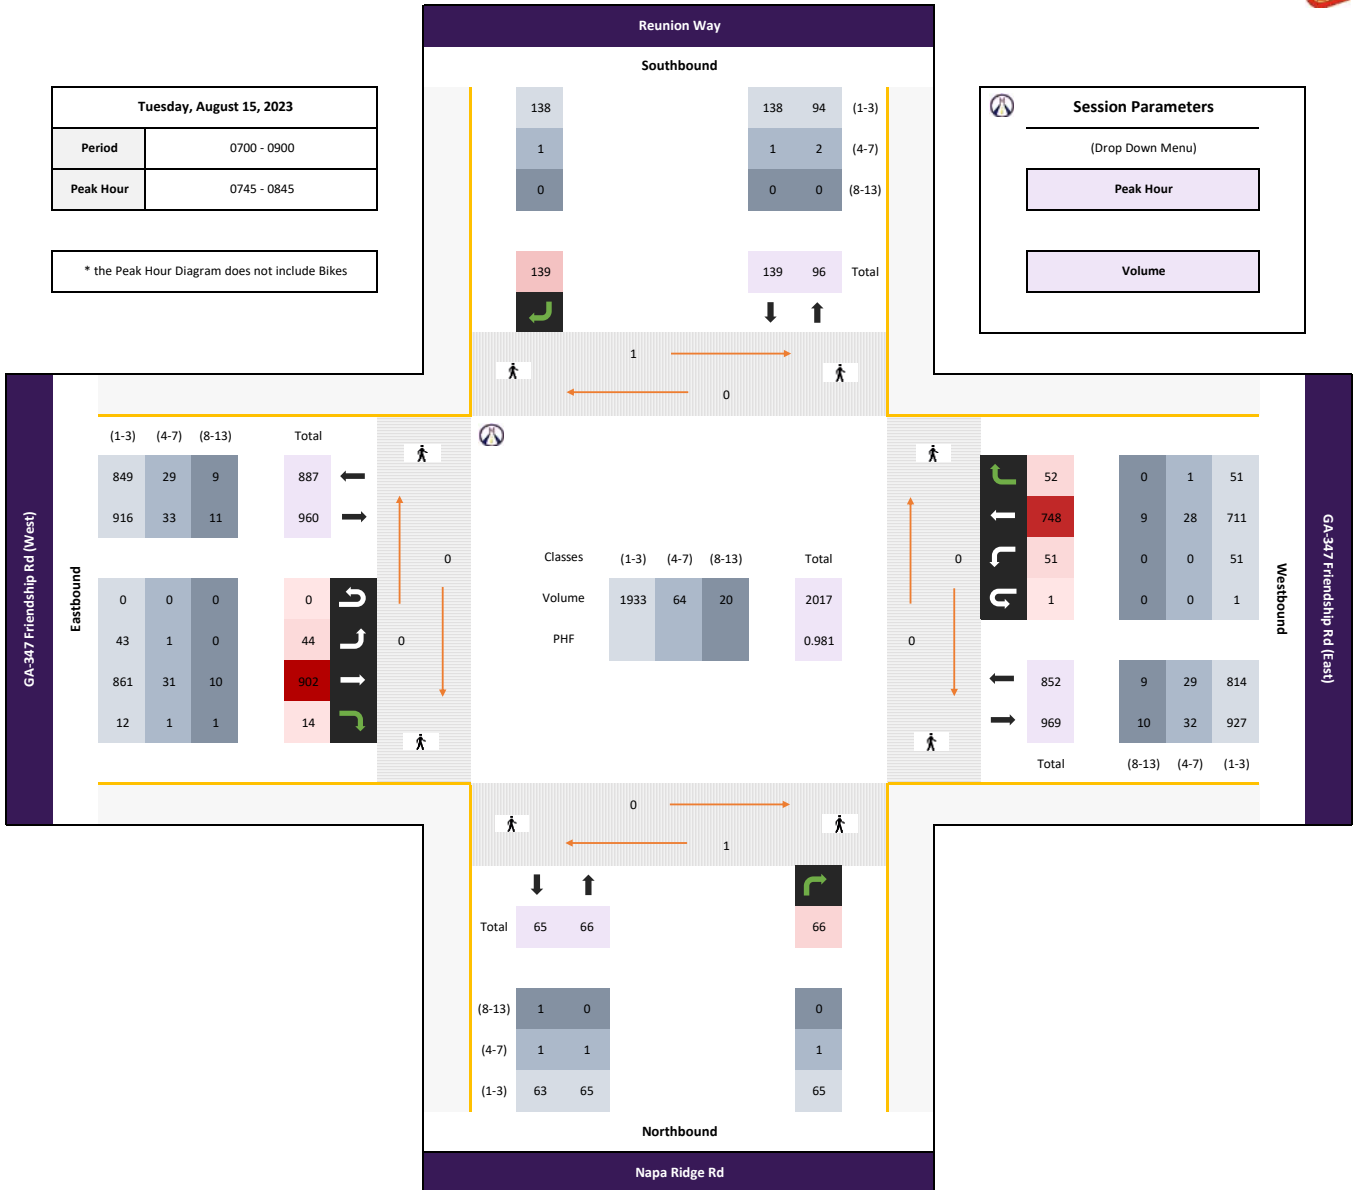 Reunion Way
Southbound
Tuesday, August 15, 2023
Period 0700 - 0900
Peak Hour 0745 - 0845
* the Peak Hour Diagram does not include Bikes
Session Parameters
(Drop Down Menu)
Peak Hour
Volume
138 138 94 (1-3)
1 1 2 (4-7)
0 0 0 (8-13)
139 139 96 Total
1
0
GA-347 Friendship Rd (West)
Eastbound
(1-3) (4-7) (8-13) Total
849 29 9 887
916 33 11 960
0 0 0 0
43 1 0 44
861 31 10 902
12 1 1 14
0
0
Classes (1-3) (4-7) (8-13) Total
Volume 1933 64 20 2017
PHF 0.981
0
0
52 0 1 51
748 9 28 711
51 0 0 51
1 0 0 1
852 9 29 814
969 10 32 927
Total (8-13) (4-7) (1-3)
Westbound
GA-347 Friendship Rd (East)
0
1
Total 65 66 66
(8-13) 1 0 0
(4-7) 1 1 1
(1-3) 63 65 65
Northbound
Napa Ridge Rd